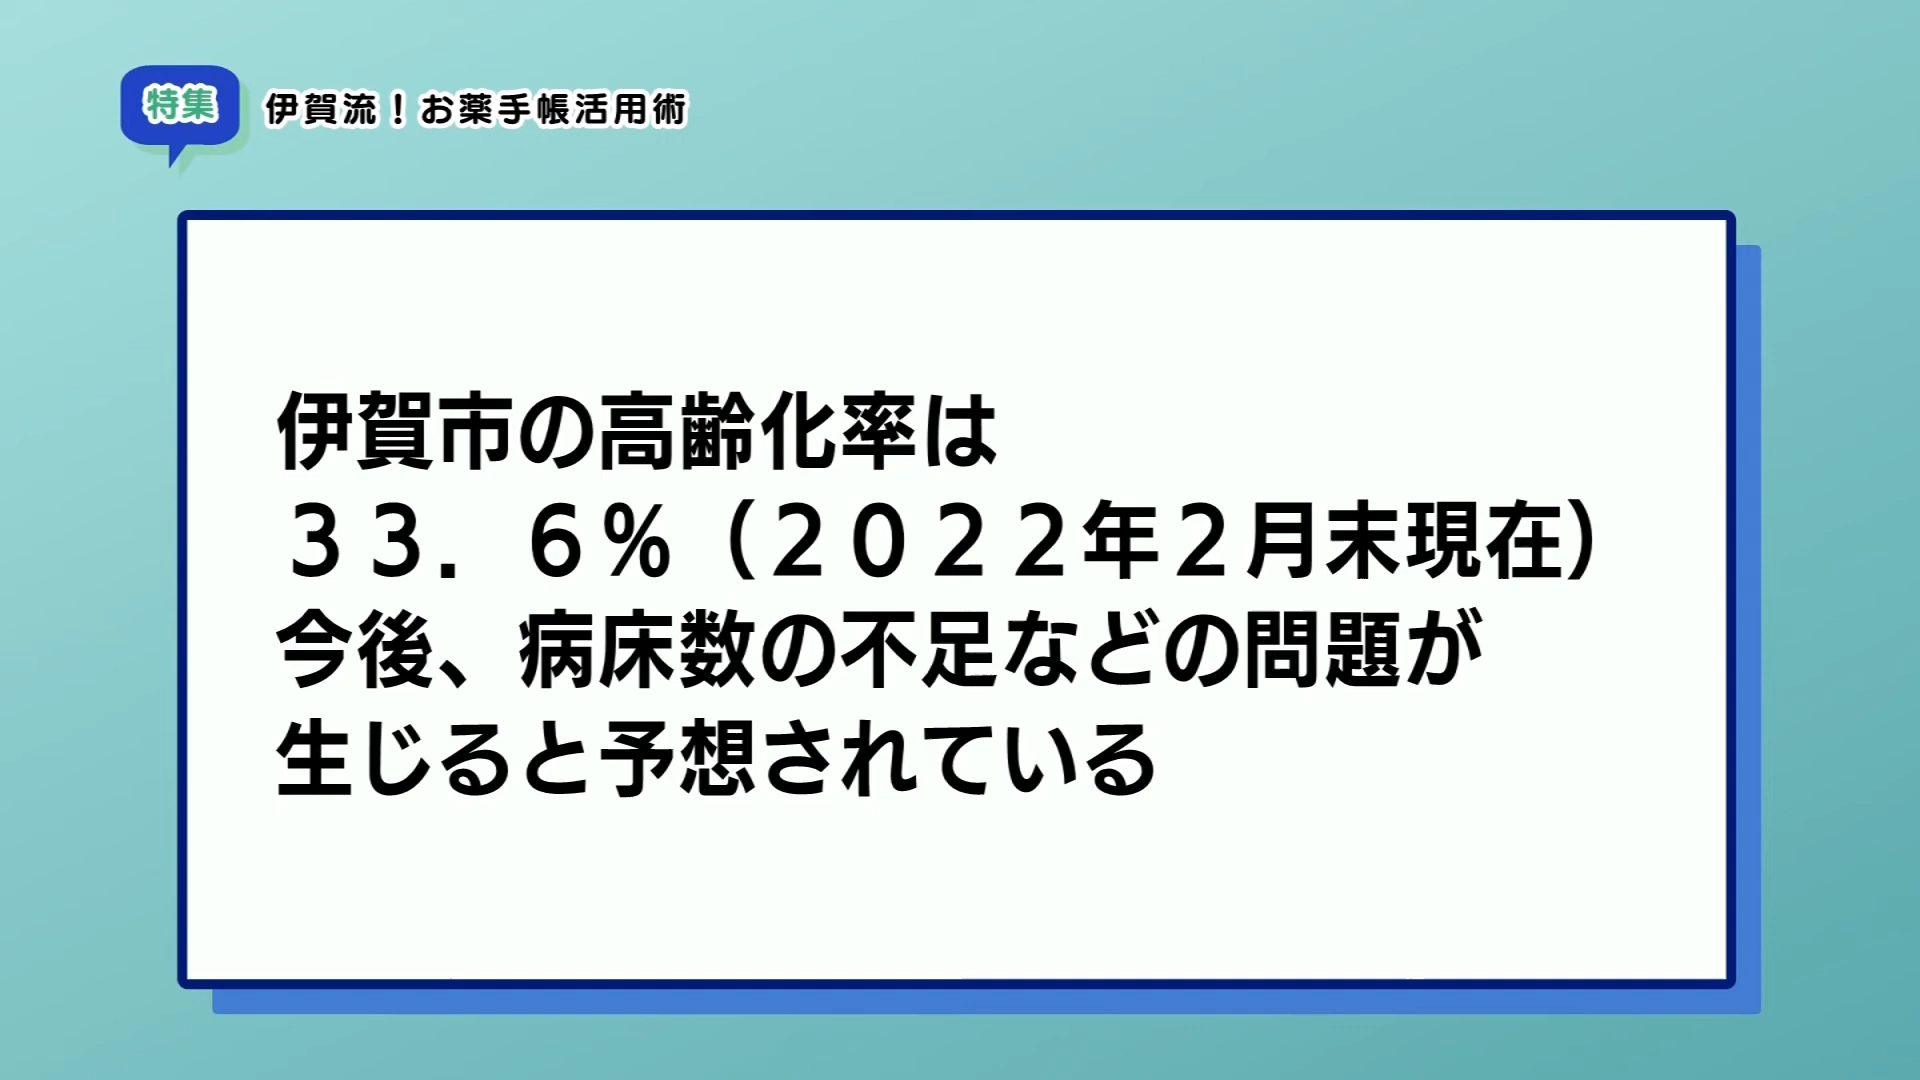 特集
伊賀流！お薬手帳活用術
伊賀市の高齢化率は
３３．６％（２０２２年２月末現在）
今後、病床数の不足などの問題が
生じると予想されている